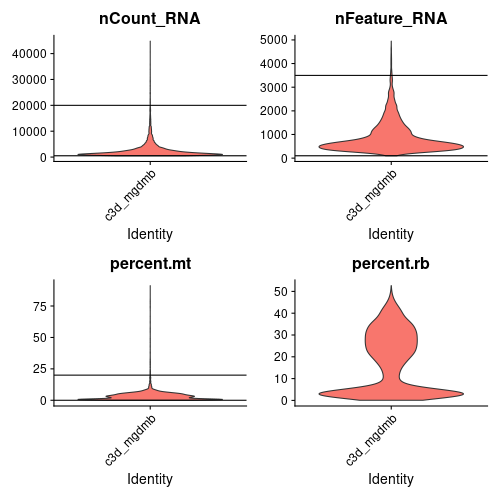 nCount_RNA
40000
30000
20000
10000
0
c3d_mgdmb
Identity
nFeature_RNA
5000
4000
3000
2000
1000
0
c3d_mgdmb
Identity
percent.mt
75
50
25
0
c3d_mgdmb
Identity
percent.rb
50
40
30
20
10
0
c3d_mgdmb
Identity